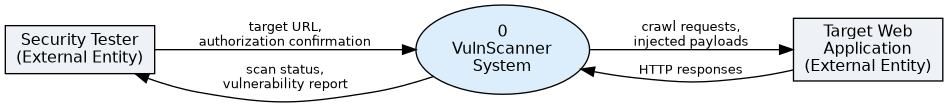 Security Tester
(External Entity)
target URL,
authorization confirmation
scan status,
vulnerability report
0
VulnScanner
System
crawl requests,
injected payloads
HTTP responses
Target Web
Application
(External Entity)